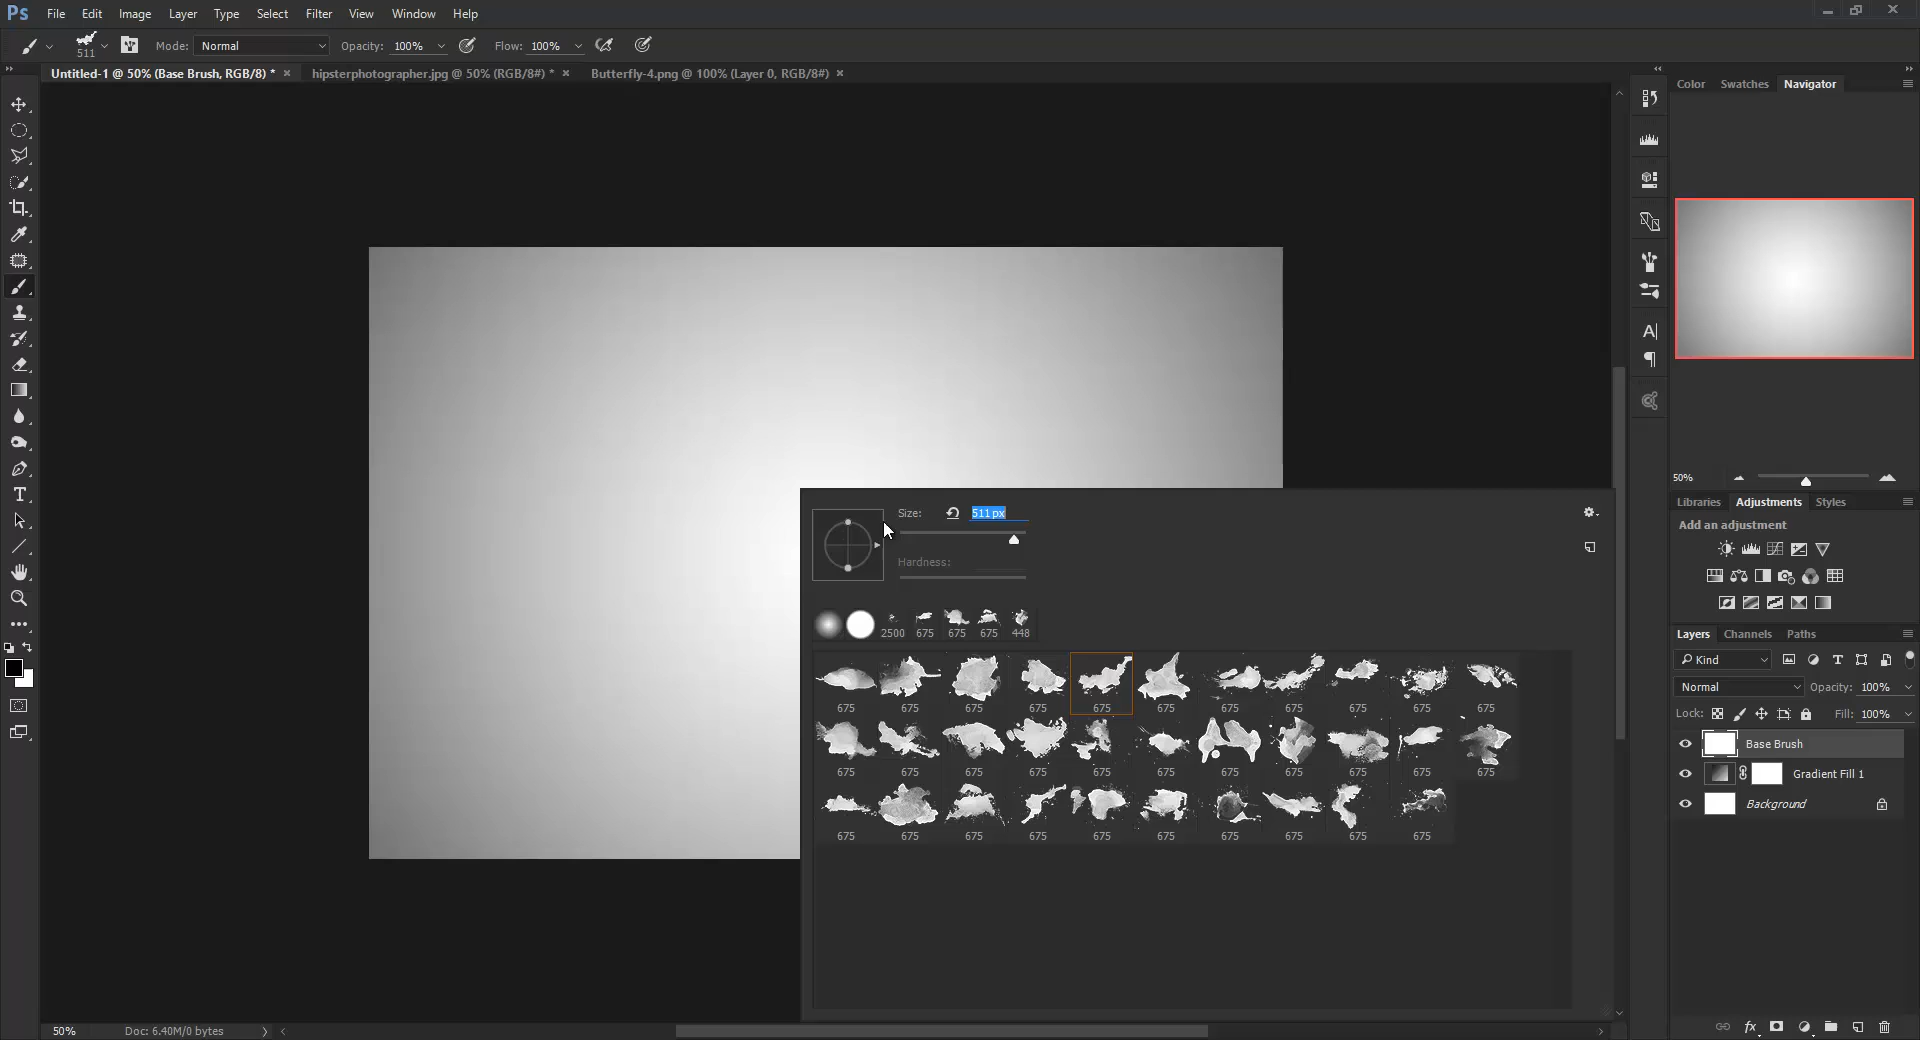 Ps File Edit Image Layer Type Select Filter View Window Help
511 Mode: Normal Opacity: 100% Flow: 100%
Untitled-1 @ 50% (Base Brush, RGB/8) * × hipsterphotographer.jpg @ 50% (RGB/8#) * × Butterfly-4.png @ 100% (Layer 0, RGB/8#) ×
Color Swatches Navigator
50%
Libraries Adjustments Styles
Add an adjustment
Size: 511 px
Hardness:
2500 675 675 675 448
675 675 675 675 675 675 675 675 675 675 675
675 675 675 675 675 675 675 675 675 675 675
675 675 675 675 675 675 675 675 675 675
Layers Channels Paths
Kind
Normal Opacity: 100%
Lock: Fill: 100%
Base Brush
Gradient Fill 1
Background
fx
50% Doc: 6.40M/0 bytes